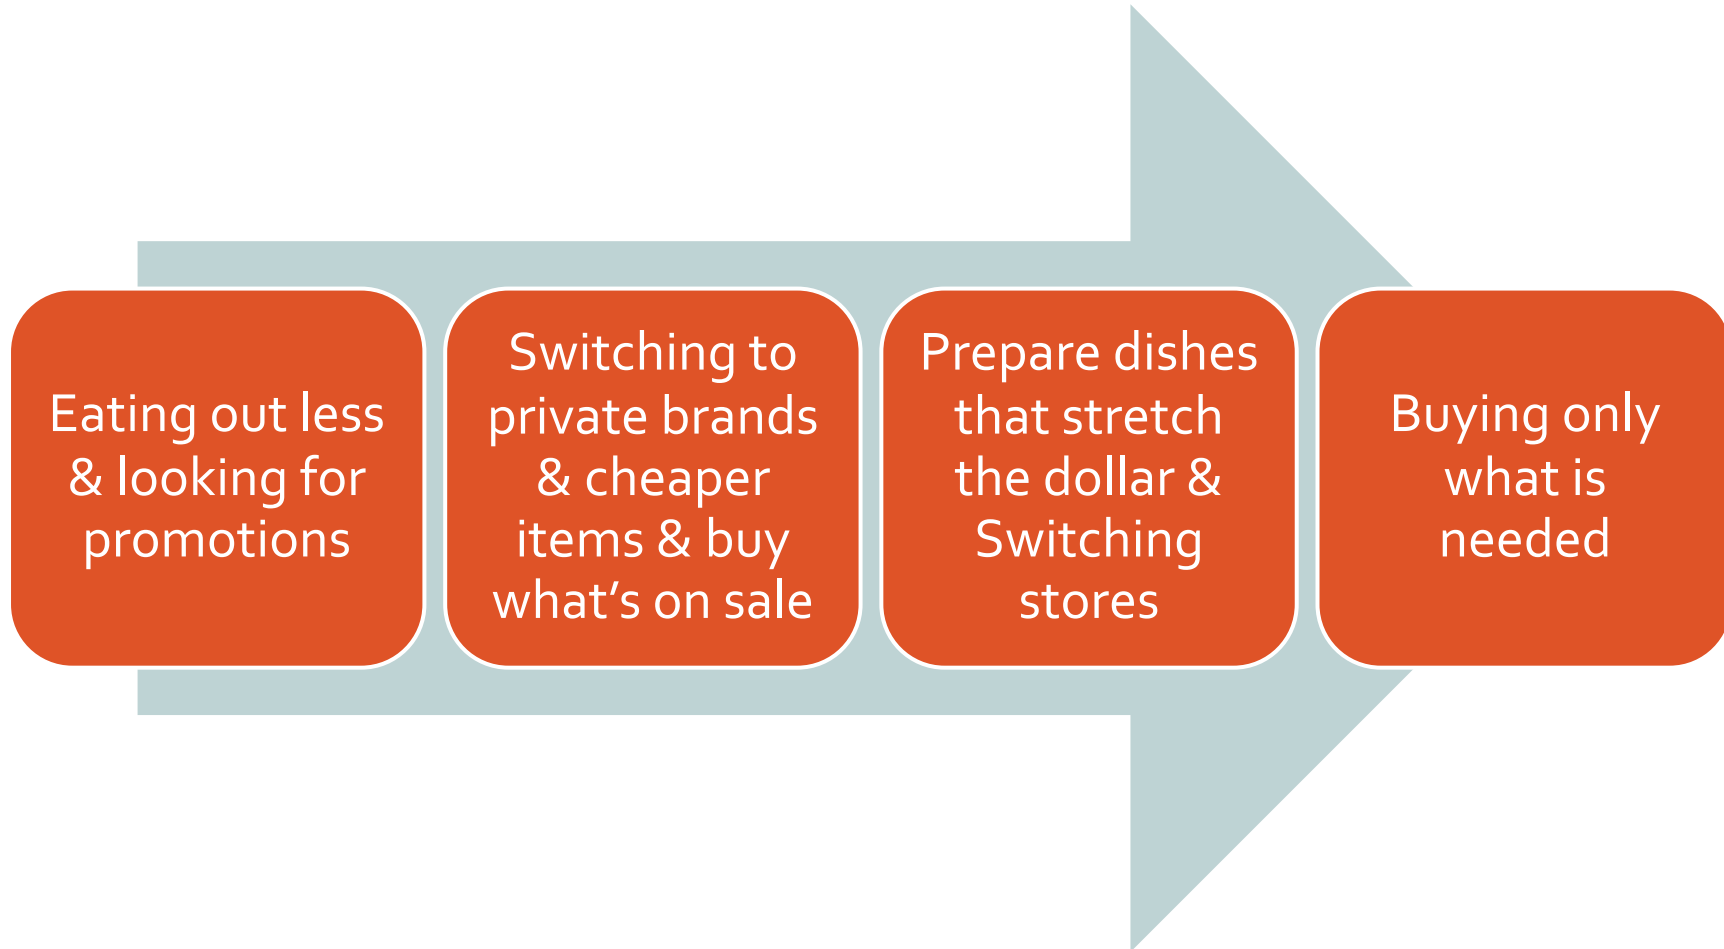 Eating out less
& looking for
promotions
Switching to
private brands
& cheaper
items & buy
what’s on sale
Prepare dishes
that stretch
the dollar &
Switching
stores
Buying only
what is
needed